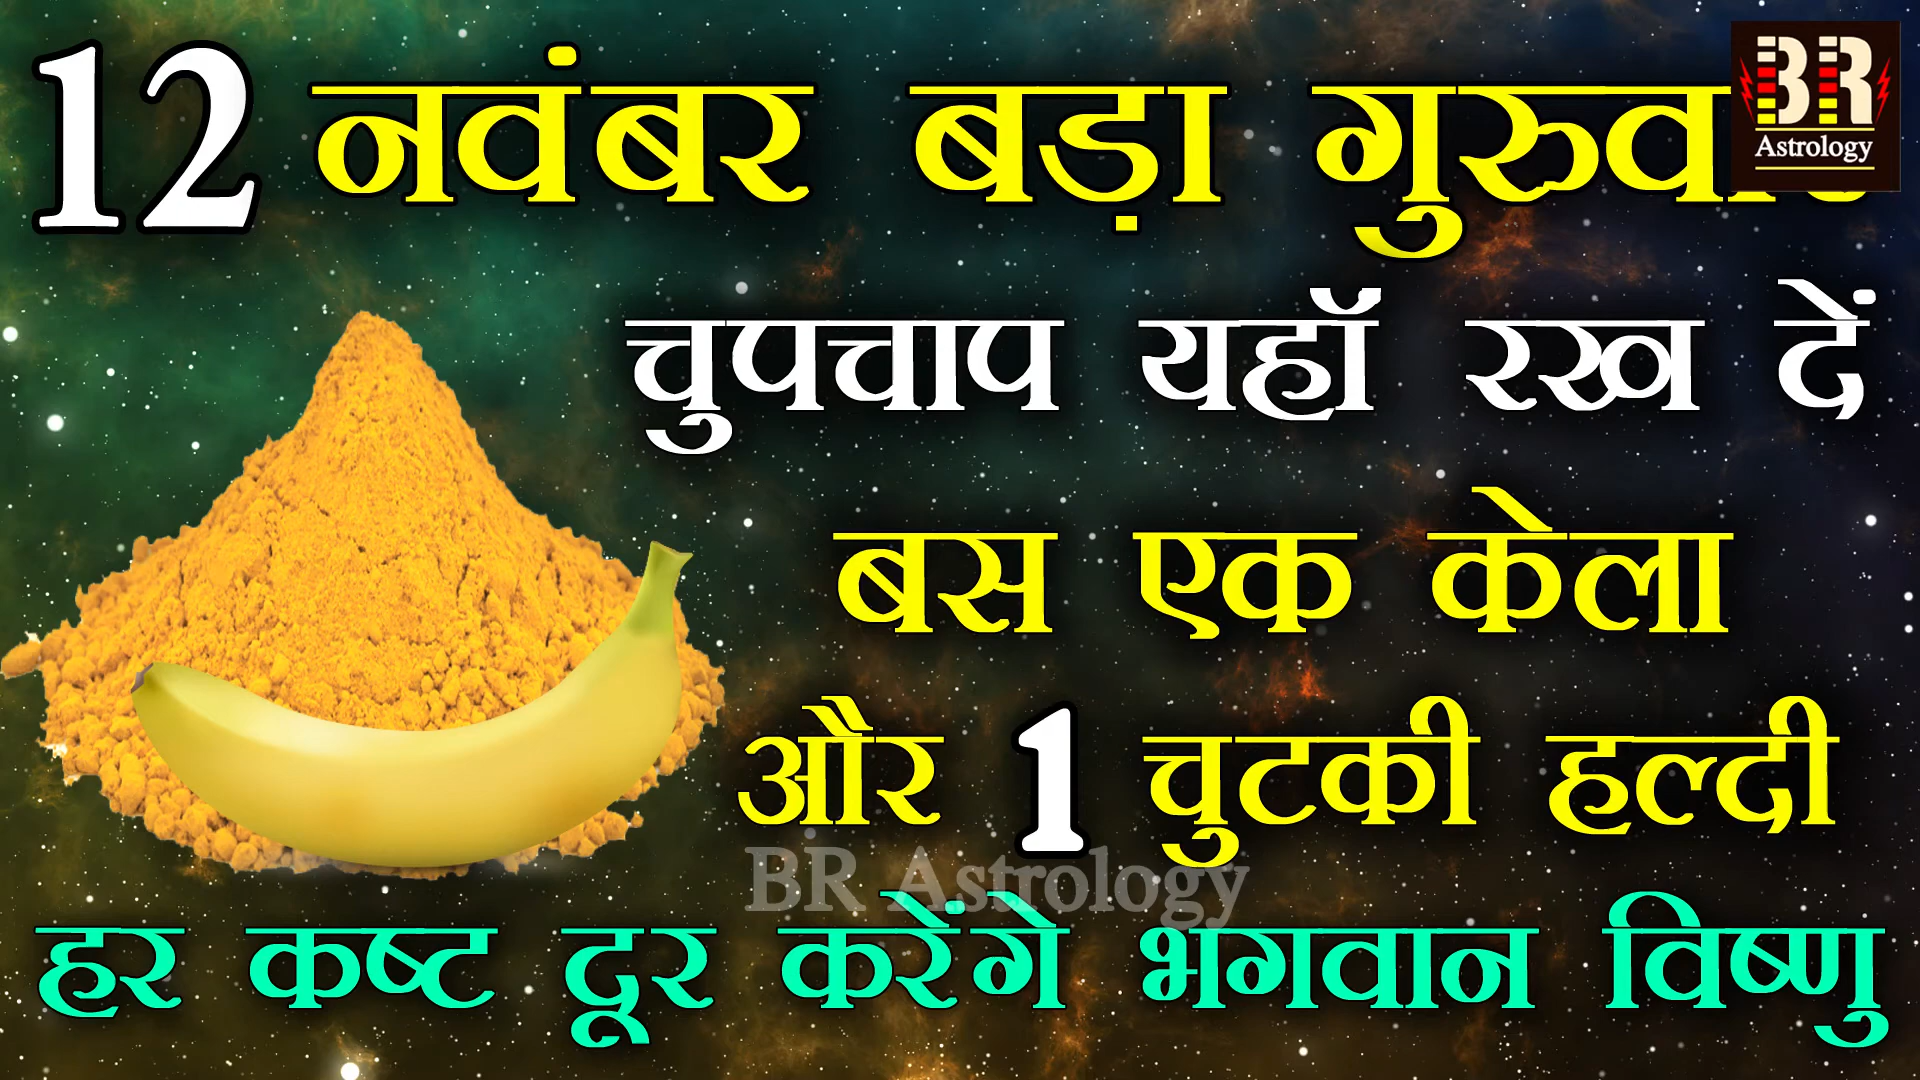 12 नवंबर बड़ा गुरुवार
BR
Astrology
चुपचाप यहॉ रख दें
बस एक केला
और 1 चुटकी हल्दी
BR Astrology
हर कष्ट दूर करेंगे भगवान विष्णु